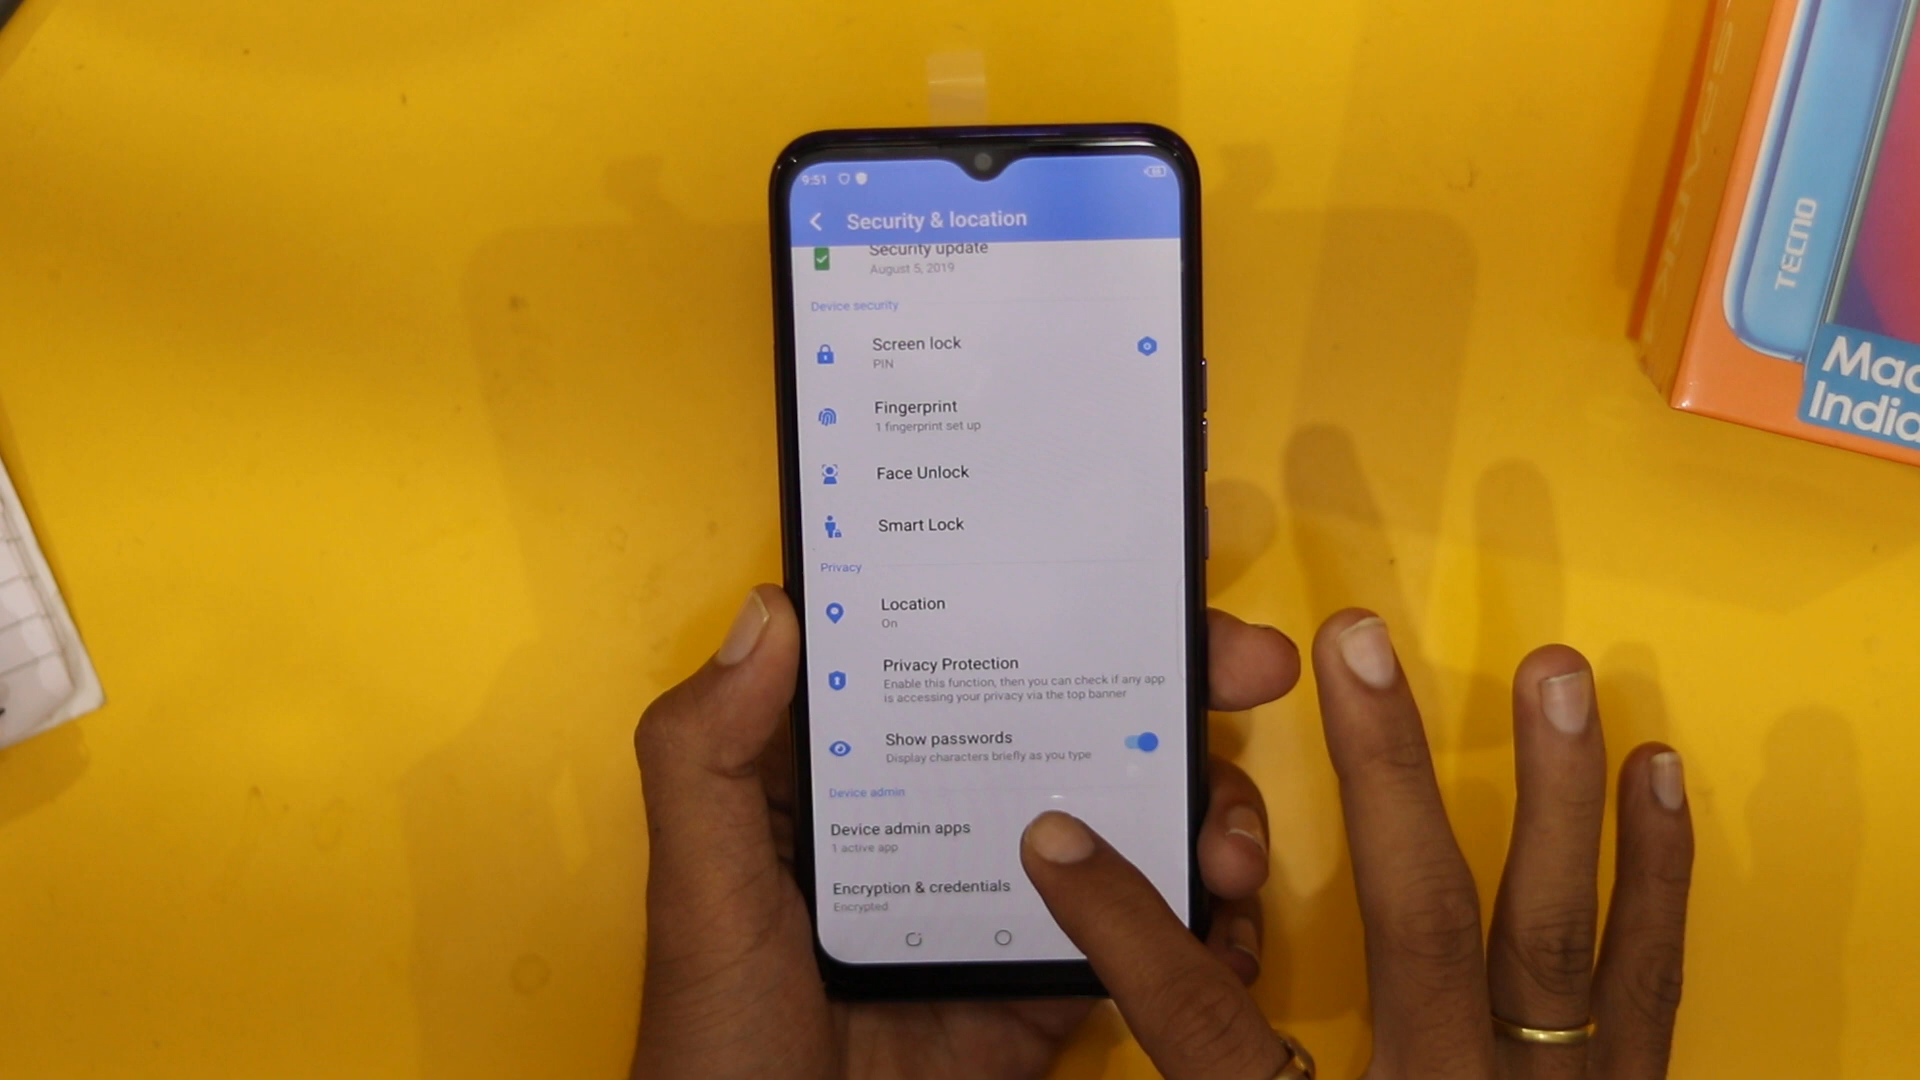 9:51
Security & location
Security update
August 5, 2019
Device security
Screen lock
PIN
Fingerprint
1 fingerprint set up
Face Unlock
Smart Lock
Privacy
Location
On
Privacy Protection
Enable this function, then you can check if any app
is accessing your privacy via the top banner
Show passwords
Display characters briefly as you type
Device admin
Device admin apps
1 active app
Encryption & credentials
Encrypted
SPARK
TECNO
India